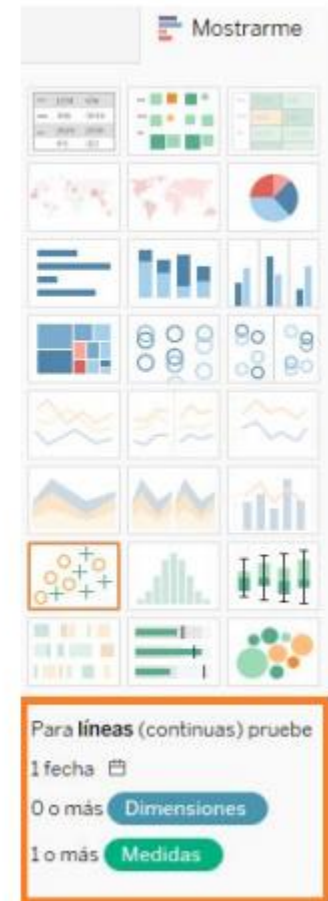 Mostrarme
Para líneas (continuas) pruebe
1 fecha
0 o más Dimensiones
1 o más Medidas